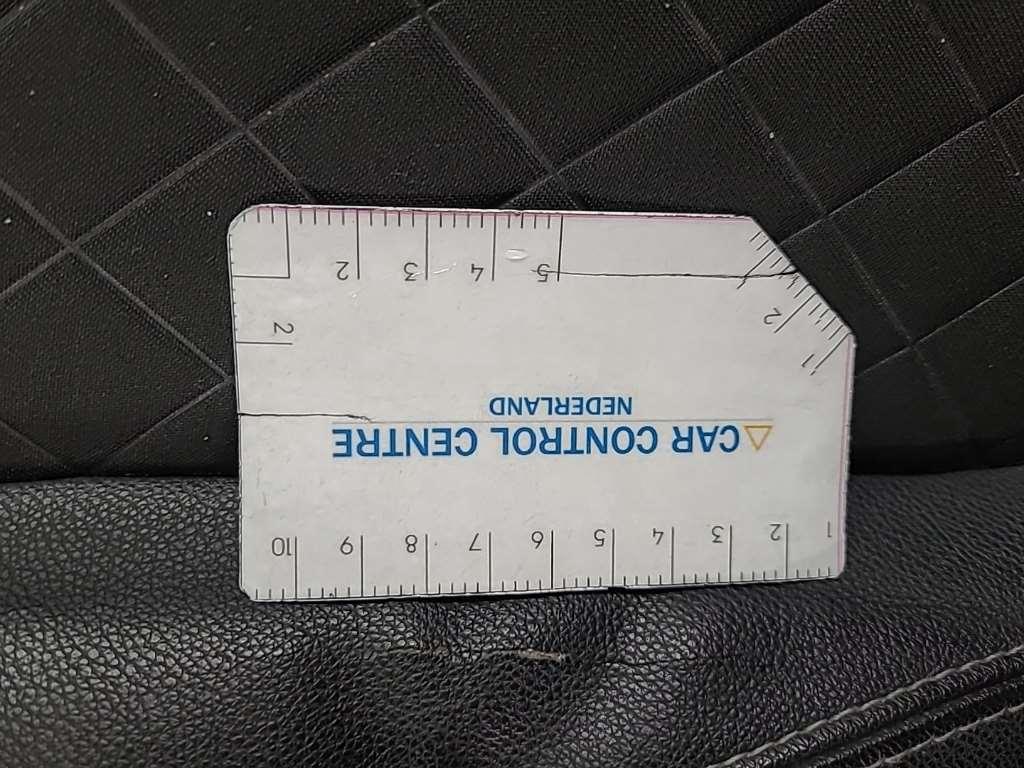 1 2 3 4 5 6 7 8 9 10
CAR CONTROL CENTRE
NEDERLAND
1 2
2
5 4 3 2